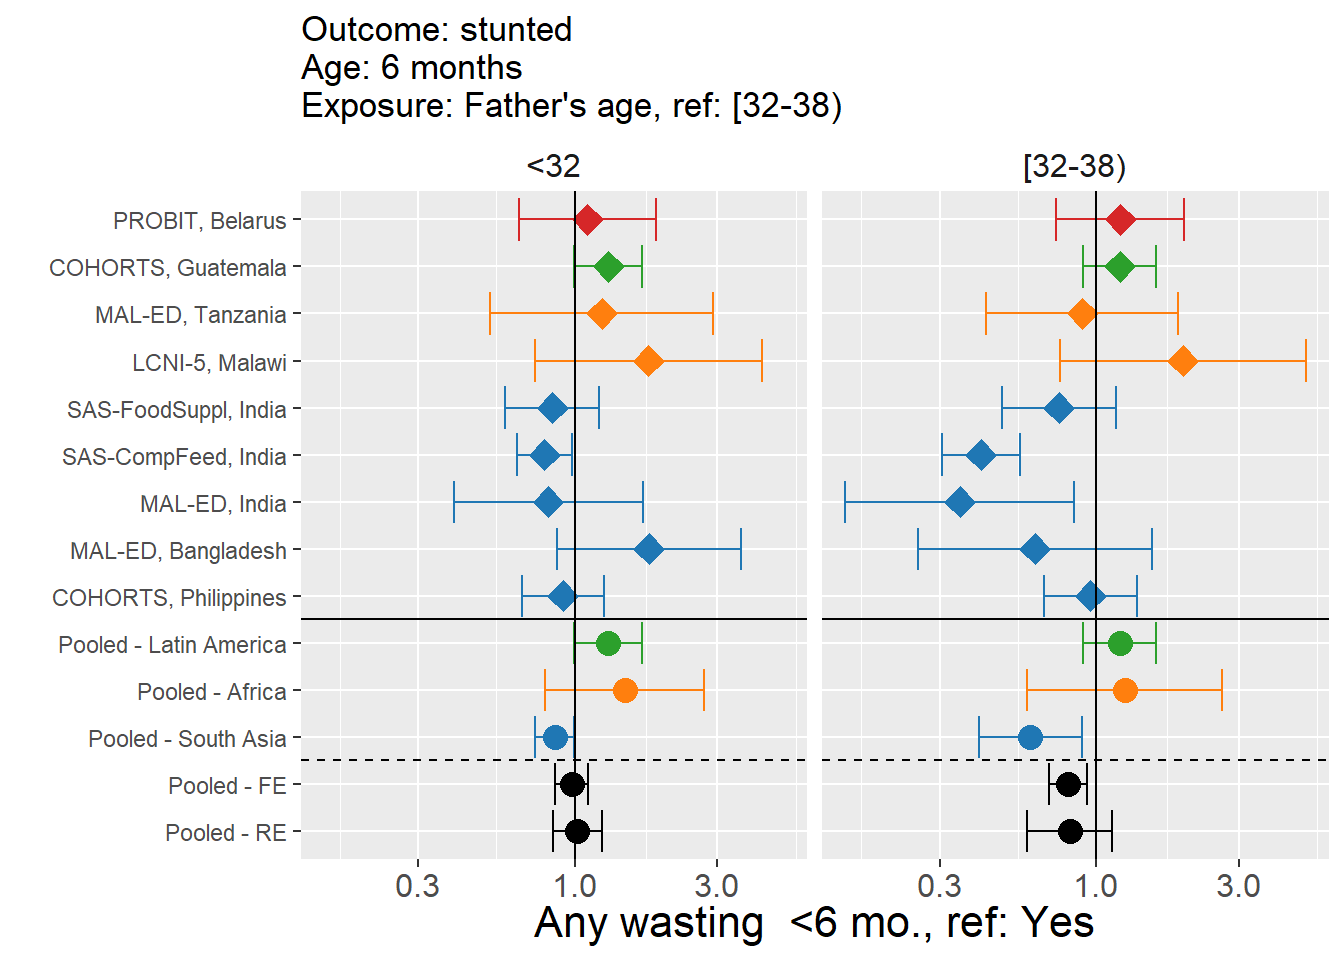 Outcome: stunted
Age: 6 months
Exposure: Father's age, ref: [32-38)
<32
[32-38)
PROBIT, Belarus
COHORTS, Guatemala
MAL-ED, Tanzania
LCNI-5, Malawi
SAS-FoodSuppl, India
SAS-CompFeed, India
MAL-ED, India
MAL-ED, Bangladesh
COHORTS, Philippines
Pooled - Latin America
Pooled - Africa
Pooled - South Asia
Pooled - FE
Pooled - RE
0.3 1.0 3.0 0.3 1.0 3.0
Any wasting  <6 mo., ref: Yes